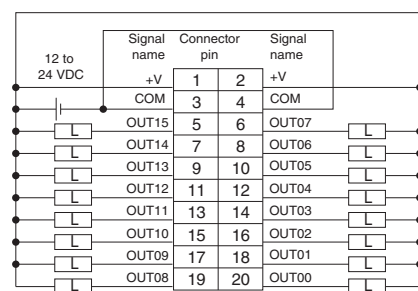 Signal name Connector pin Signal name
12 to 24 VDC
+V 1 2 +V
COM 3 4 COM
L OUT15 5 6 OUT07 L
L OUT14 7 8 OUT06 L
L OUT13 9 10 OUT05 L
L OUT12 11 12 OUT04 L
L OUT11 13 14 OUT03 L
L OUT10 15 16 OUT02 L
L OUT09 17 18 OUT01 L
L OUT08 19 20 OUT00 L